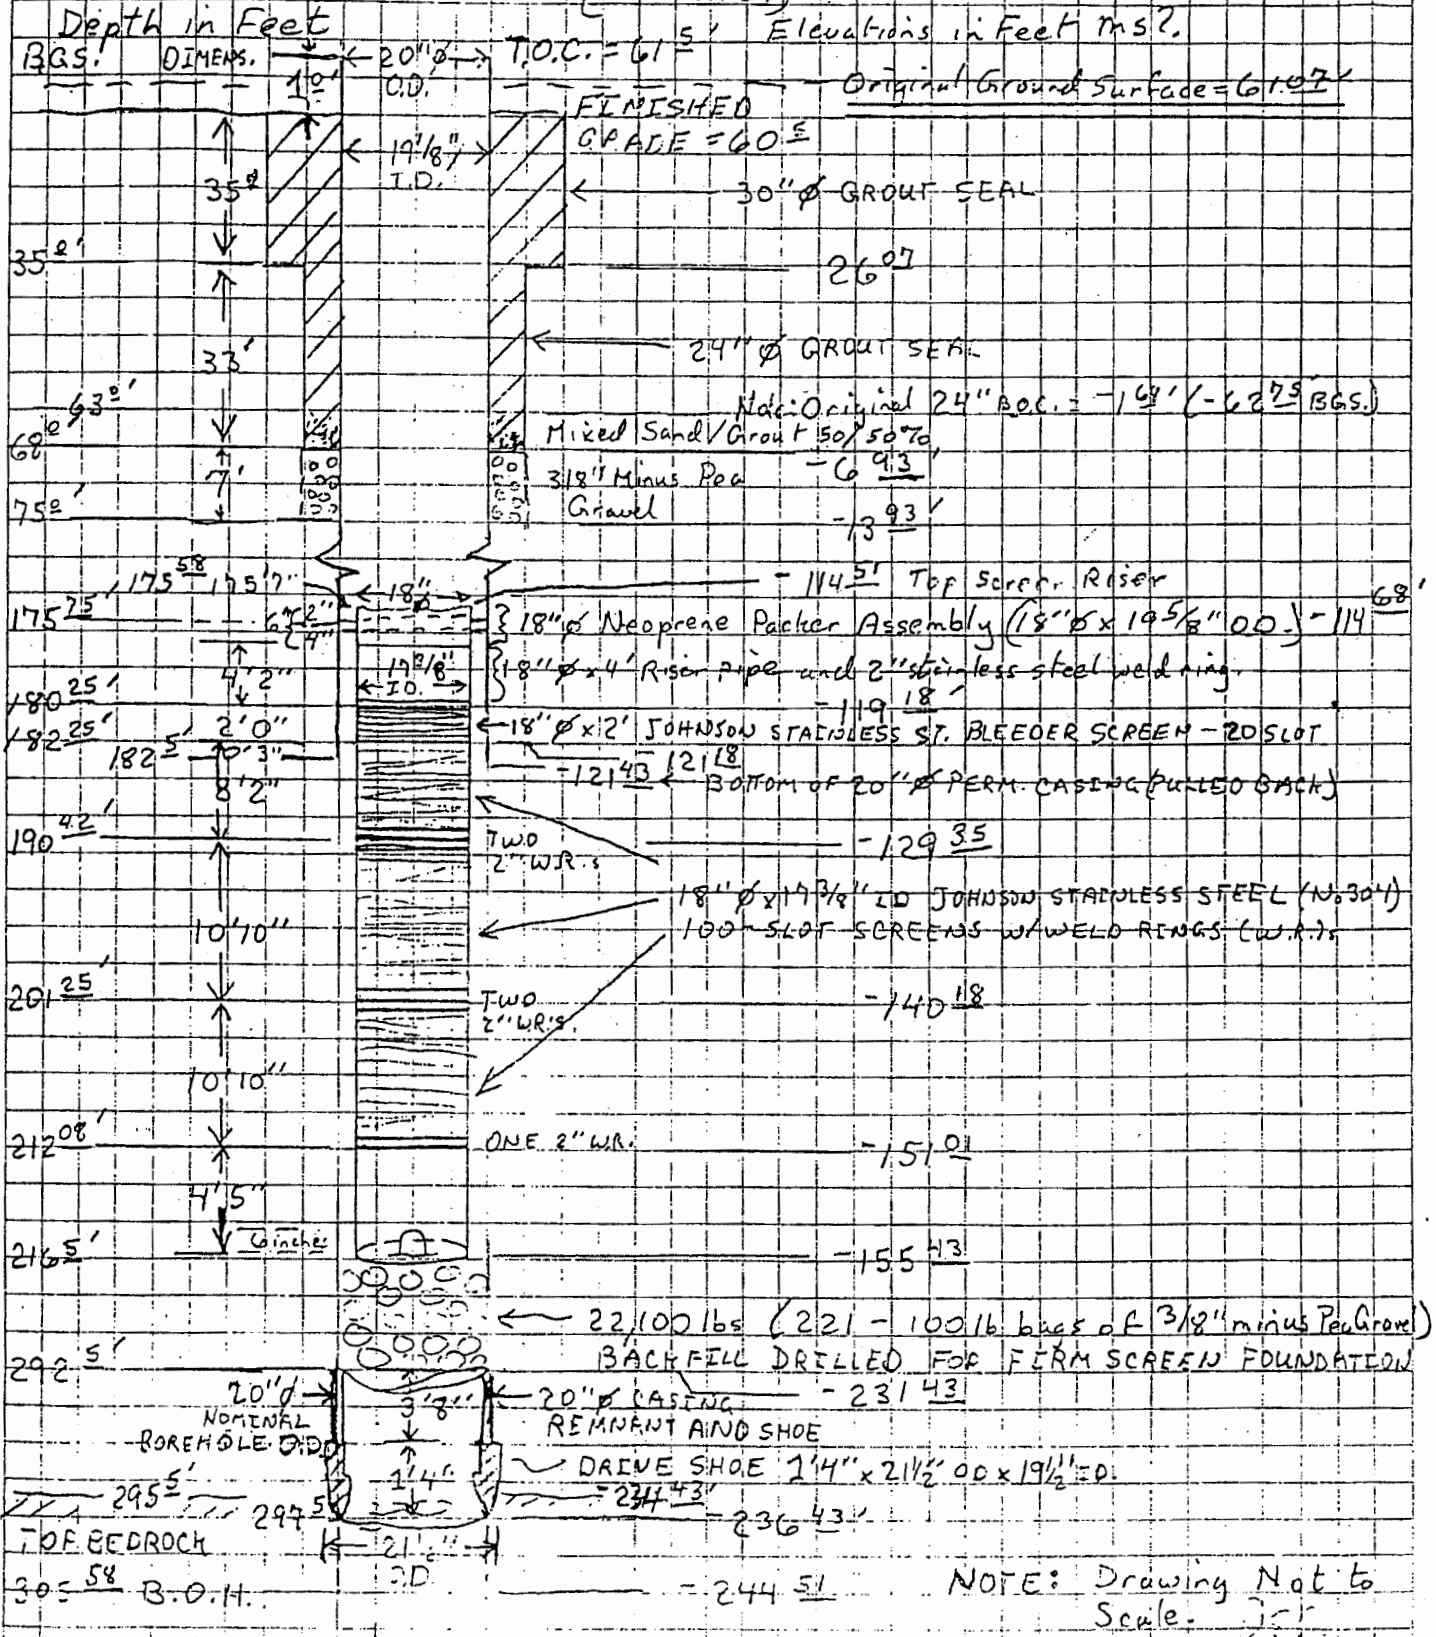 Depth in Feet
Elevations in Feet msl.
B.G.S. DIMENS. 20"Ø T.O.C. = 61 5'
1 0' O.D.
Original Ground Surface = 61.07'
FINISHED
GRADE = 60 5
19 1/8"
I.D.
35 0'
30" Ø GROUT SEAL
35 0' 26 07
33'
24" Ø GROUT SEAL
63 0'
Note: Original 24" B.O.C. = -1 69' (-62 75 BGS.)
68 0' Mixed Sand/Grout 50/50%
-6 93'
7' 3/8" Minus Pea
Gravel
75 0' -13 93'
175 58' 175'7" 18" - 114 51 Top Screen Riser
175 75' 2" 18"Ø Neoprene Packer Assembly (18"Ø x 19 5/8" O.D.) -114 68'
4"
4'2" 17 3/8" 18"Ø x 4' Riser pipe and 2" stainless steel weld ring.
I.D.
180 25' -119 18'
2'0" 18"Ø x 2' JOHNSON STAINLESS ST. BLEEDER SCREEN - 20 SLOT
182 25' 121 18
182 5' 0'3" -121 43 BOTTOM OF 20"Ø PERM. CASING (PULLED BACK)
8'2"
190 42' TWO -129 35
2" W.R.s
18"Ø x 17 3/8" ID JOHNSON STAINLESS STEEL (No. 304)
10'10" 100-SLOT SCREENS W/WELD RINGS (W.R.)s
201 25' TWO -140 18
2" WR'S.
10'10"
212 08' ONE 2" W.R. -151 01
4'5"
6 inches
216 5' -155 43
22,100 lbs (221 - 100 lb bags of 3/8" minus Pea Gravel)
BACKFILL DRILLED FOR FIRM SCREEN FOUNDATION
292 5' -231 43
20"Ø 3'8" 20"Ø CASING
NOMINAL REMNANT AND SHOE
BOREHOLE O.D.
1'4" DRIVE SHOE 1'4" x 21 1/2" OD x 19 1/2" ID.
295 5' -234 43'
297 5 -236 43'
T.OF BEDROCK 21 1/2"
O.D.
305 58 B.O.H. - 244 51
NOTE: Drawing Not to
Scale.